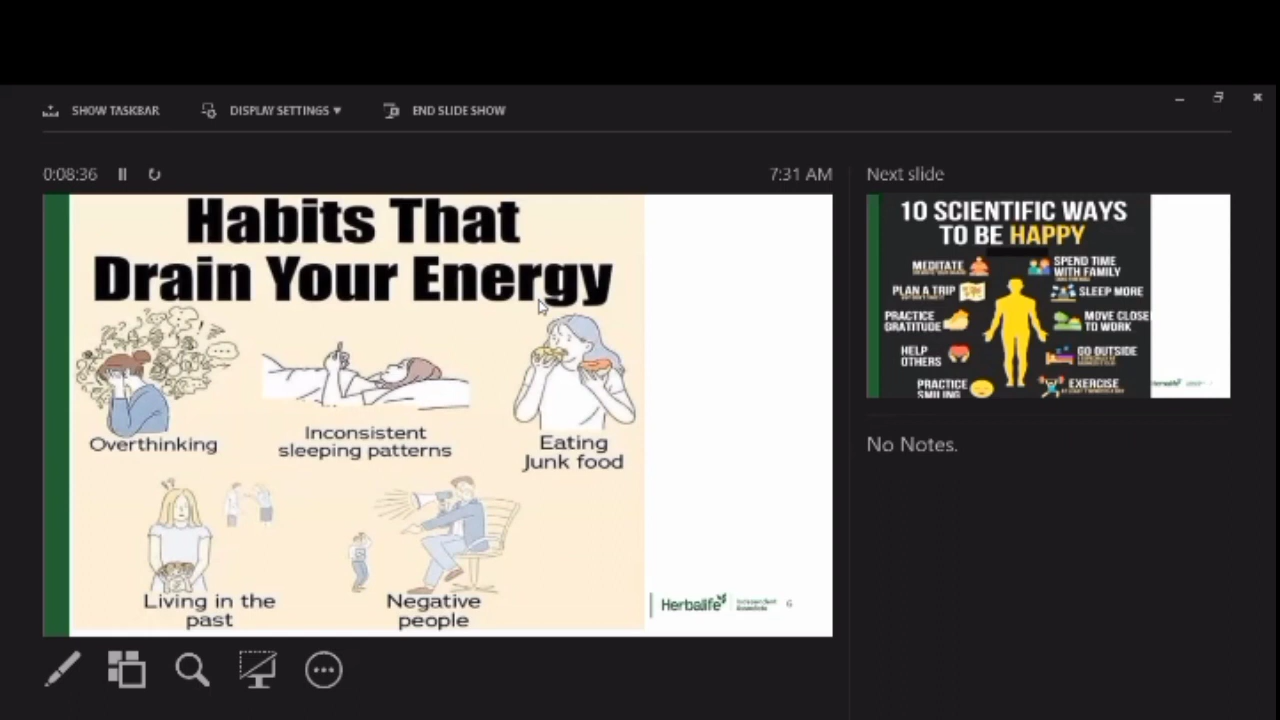 SHOW TASKBAR
DISPLAY SETTINGS ▼
END SLIDE SHOW
0:08:36
7:31 AM
Habits That
Drain Your Energy
Overthinking
Inconsistent
sleeping patterns
Eating
Junk food
Living in the
past
Negative
people
Herbalife
Independent
6
Next slide
10 SCIENTIFIC WAYS
TO BE HAPPY
MEDITATE
PLAN A TRIP
PRACTICE
GRATITUDE
HELP
OTHERS
PRACTICE
SMILING
SPEND TIME
WITH FAMILY
SLEEP MORE
MOVE CLOSE
TO WORK
GO OUTSIDE
EXERCISE
Herbalife
No Notes.